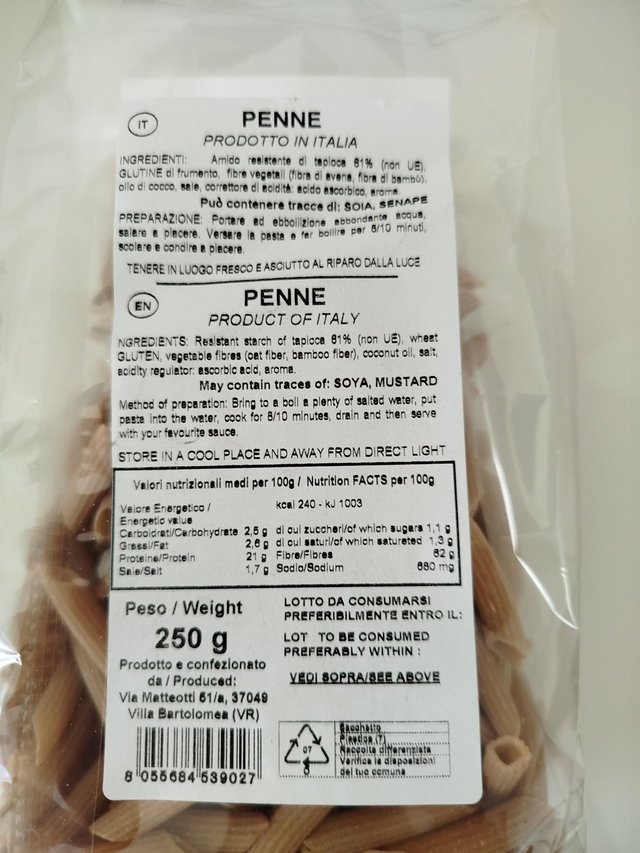 IT
PENNE
PRODOTTO IN ITALIA
INGREDIENTI: Amido resistente di tapioca 61% (non UE),
GLUTINE di frumento, fibre vegetali (fibra di avena, fibra di bambù),
olio di cocco, sale, correttore di acidità: acido ascorbico, aroma.
Può contenere tracce di: SOIA, SENAPE
PREPARAZIONE: Portare ad ebollizione abbondante acqua,
salare a piacere. Versare la pasta e far bollire per 8/10 minuti,
scolare e condire a piacere.
TENERE IN LUOGO FRESCO E ASCIUTTO AL RIPARO DALLA LUCE
EN
PENNE
PRODUCT OF ITALY
NGREDIENTS: Resistant starch of tapioca 61% (non UE), wheat
GLUTEN, vegetable fibres (oat fiber, bamboo fiber), coconut oil, salt,
acidity regulator: ascorbic acid, aroma.
May contain traces of: SOYA, MUSTARD
Method of preparation: Bring to a boil a plenty of salted water, put
pasta into the water, cook for 8/10 minutes, drain and then serve
with your favourite sauce.
STORE IN A COOL PLACE AND AWAY FROM DIRECT LIGHT
Valori nutrizionali medi per 100g / Nutrition FACTS per 100g
Valore Energetico / kcal 240 - kJ 1003
Energetic value
Carboidrati/Carbohydrate 2,5 g di cui zuccheri/of which sugars 1,1 g
Grassi/Fat 2,6 g di cui saturi/of which satureted 1,3 g
Proteine/Protein 21 g Fibre/Fibres 62 g
Sale/Salt 1,7 g Sodio/Sodium 680 mg
Peso / Weight
250 g
Prodotto e confezionato
da / Produced:
Via Matteotti 51/a, 37049
Villa Bartolomea (VR)
8 055684 539027
LOTTO DA CONSUMARSI
PREFERIBILMENTE ENTRO IL:
LOT TO BE CONSUMED
PREFERABLY WITHIN :
VEDI SOPRA/SEE ABOVE
07
Sacchetto
Plastica (7)
Raccolta differenziata
Verifica le disposizioni
del tuo comune